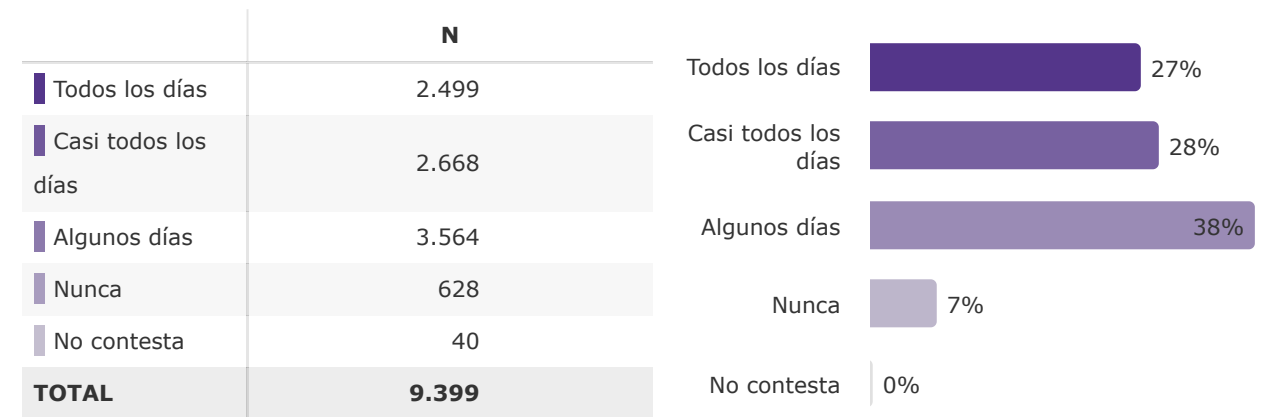 N
Todos los días 2.499
Casi todos los
días 2.668
Algunos días 3.564
Nunca 628
No contesta 40
TOTAL 9.399
Todos los días 27%
Casi todos los
días 28%
Algunos días 38%
Nunca 7%
No contesta 0%